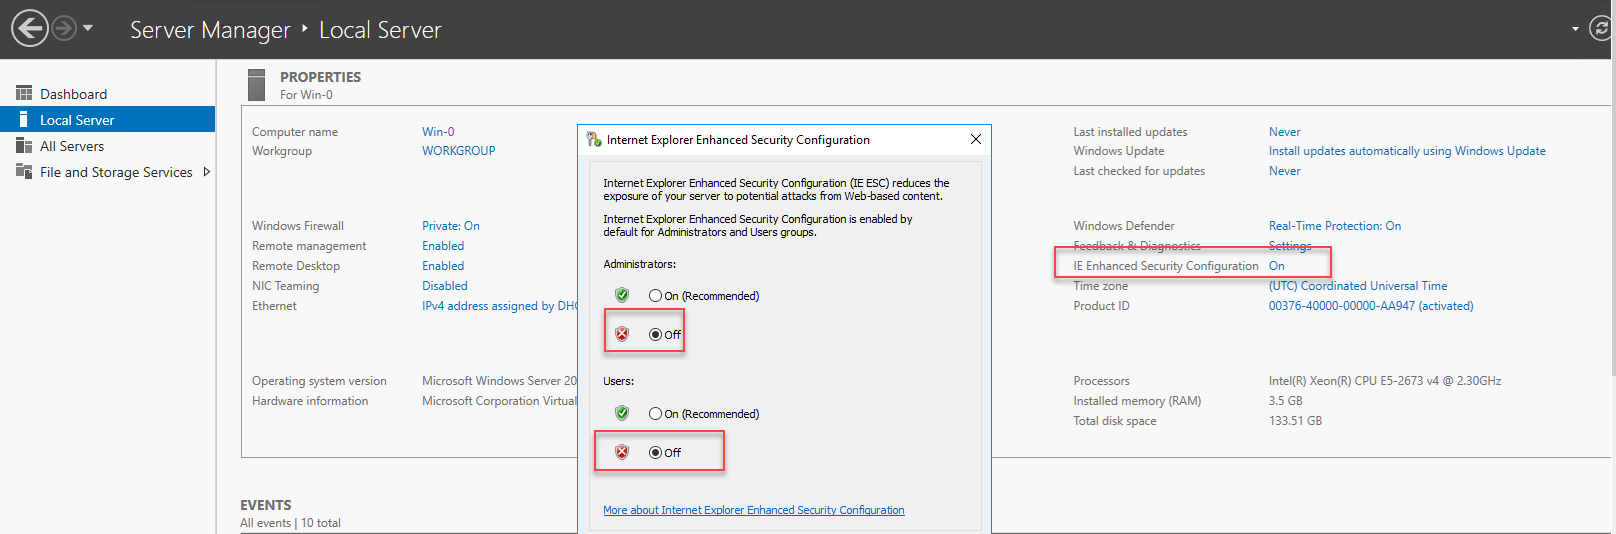 Server Manager ‣ Local Server
Dashboard
Local Server
All Servers
File and Storage Services
PROPERTIES
For Win-0
Computer name Win-0
Workgroup WORKGROUP
Windows Firewall Private: On
Remote management Enabled
Remote Desktop Enabled
NIC Teaming Disabled
Ethernet IPv4 address assigned by
Operating system version Microsoft Windows Server
Hardware information Microsoft Corporation Virtual
Internet Explorer Enhanced Security Configuration
Internet Explorer Enhanced Security Configuration (IE ESC) reduces the
exposure of your server to potential attacks from Web-based content.
Internet Explorer Enhanced Security Configuration is enabled by
default for Administrators and Users groups.
Administrators:
On (Recommended)
Off
Users:
On (Recommended)
Off
More about Internet Explorer Enhanced Security Configuration
Last installed updates Never
Windows Update Install updates automatically using Windows Update
Last checked for updates Never
Windows Defender Real-Time Protection: On
Feedback & Diagnostics Settings
IE Enhanced Security Configuration On
Time zone (UTC) Coordinated Universal Time
Product ID 00376-40000-00000-AA947 (activated)
Processors Intel(R) Xeon(R) CPU E5-2673 v4 @ 2.30GHz
Installed memory (RAM) 3.5 GB
Total disk space 133.51 GB
EVENTS
All events | 10 total